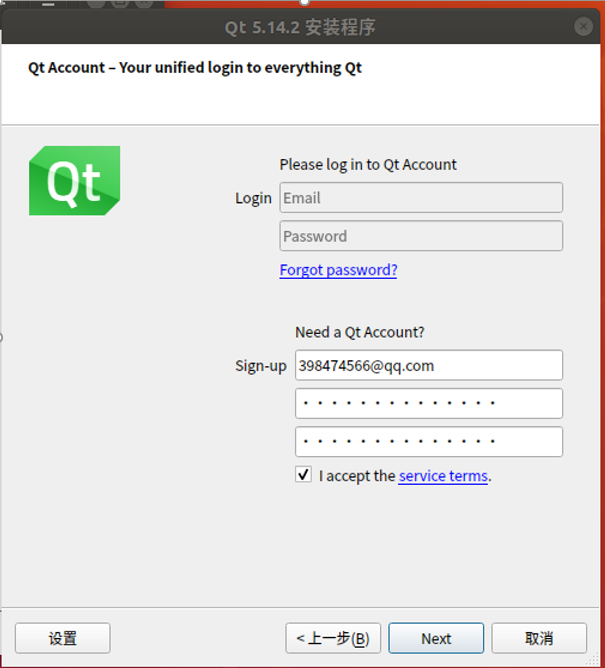 Qt 5.14.2 安装程序
Qt Account – Your unified login to everything Qt
Qt
Please log in to Qt Account
Login Email
Password
Forgot password?
Need a Qt Account?
Sign-up 398474566@qq.com
••••••••••••••
••••••••••••••
I accept the service terms.
设置 < 上一步(B) Next 取消